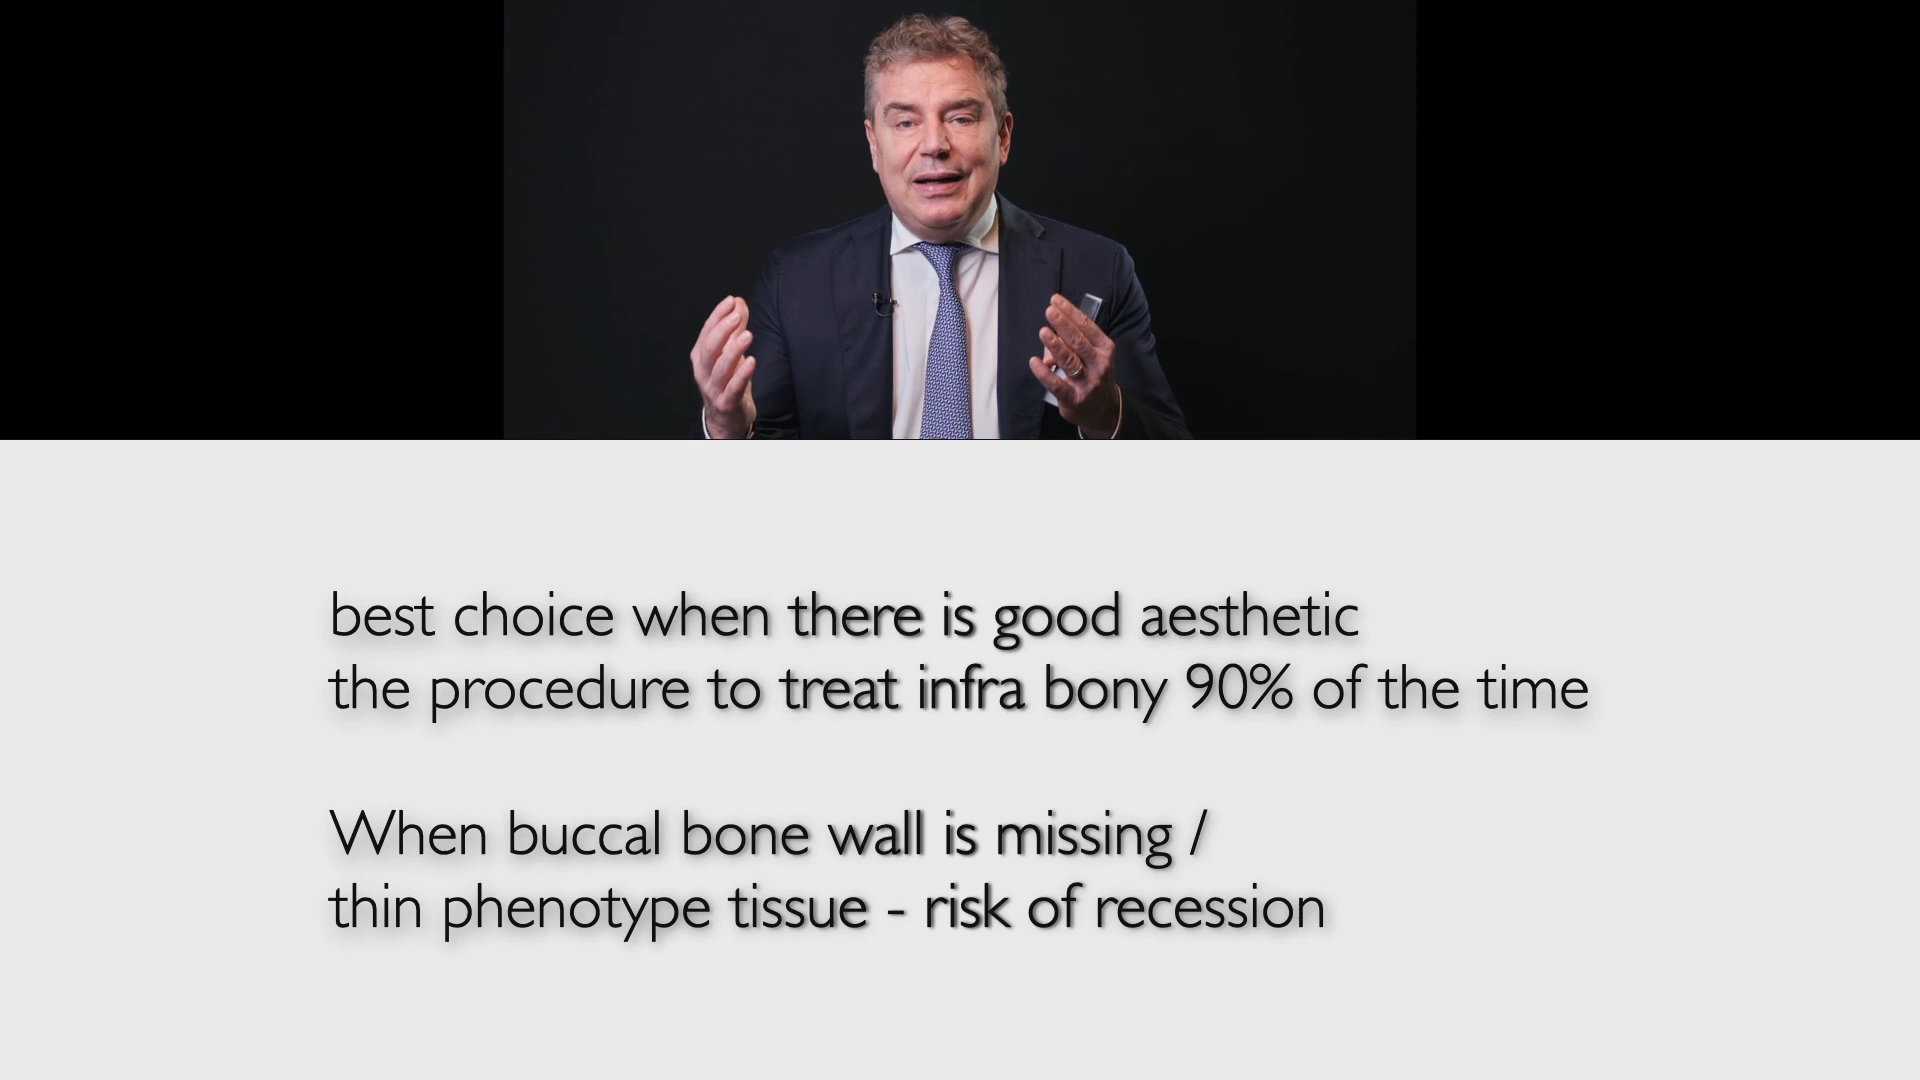 best choice when there is good aesthetic
the procedure to treat infra bony 90% of the time
When buccal bone wall is missing /
thin phenotype tissue - risk of recession